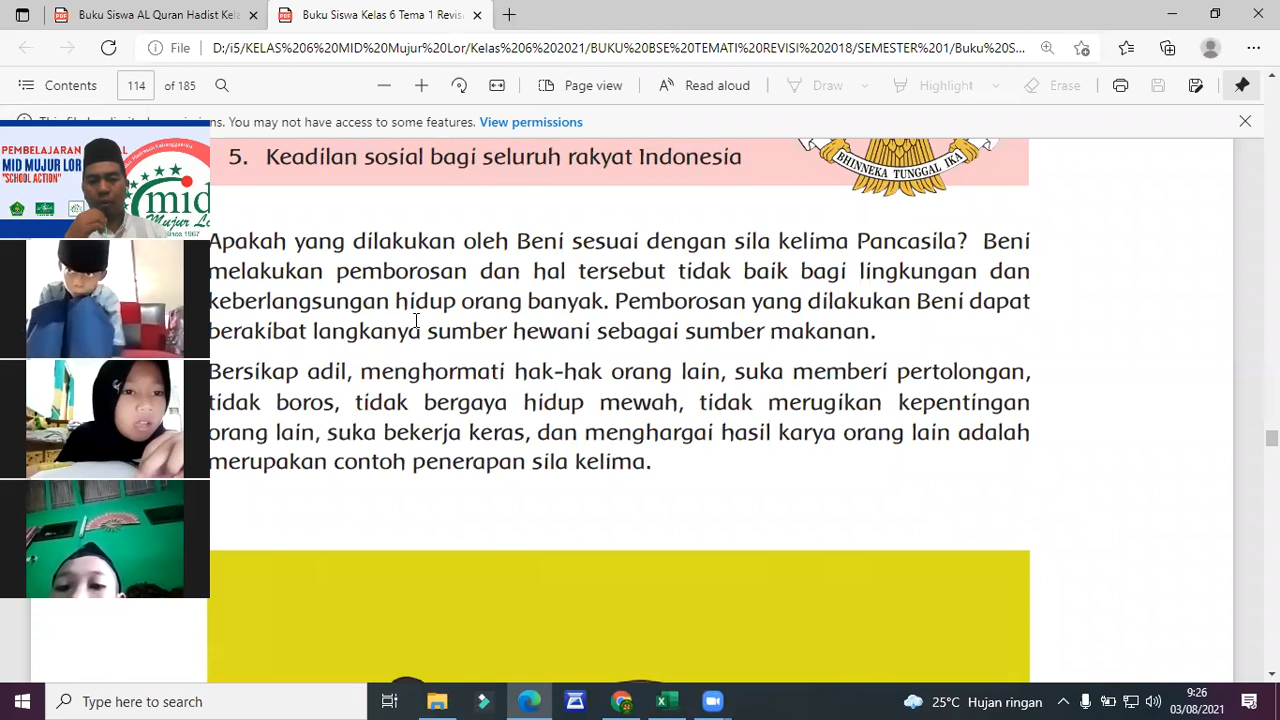 Buku Siswa AL Quran Hadist Kelas
Buku Siswa Kelas 6 Tema 1 Revisi
File
D:/i5/KELAS%206%20MID%20Mujur%20Lor/Kelas%206%202021/BUKU%20BSE%20TEMATI%20REVISI%202018/SEMESTER%201/Buku%20S...
Contents
114 of 185
Page view
Read aloud
Draw
Highlight
Erase
You may not have access to some features. View permissions
PEMBELAJARAN
MID MUJUR LOR
"SCHOOL ACTION"
mid
Mujur Lor
5. Keadilan sosial bagi seluruh rakyat Indonesia
BHINNEKA TUNGGAL IKA
Apakah yang dilakukan oleh Beni sesuai dengan sila kelima Pancasila? Beni
melakukan pemborosan dan hal tersebut tidak baik bagi lingkungan dan
keberlangsungan hidup orang banyak. Pemborosan yang dilakukan Beni dapat
berakibat langkanya sumber hewani sebagai sumber makanan.
Bersikap adil, menghormati hak-hak orang lain, suka memberi pertolongan,
tidak boros, tidak bergaya hidup mewah, tidak merugikan kepentingan
orang lain, suka bekerja keras, dan menghargai hasil karya orang lain adalah
merupakan contoh penerapan sila kelima.
Type here to search
25°C Hujan ringan
9:26
03/08/2021